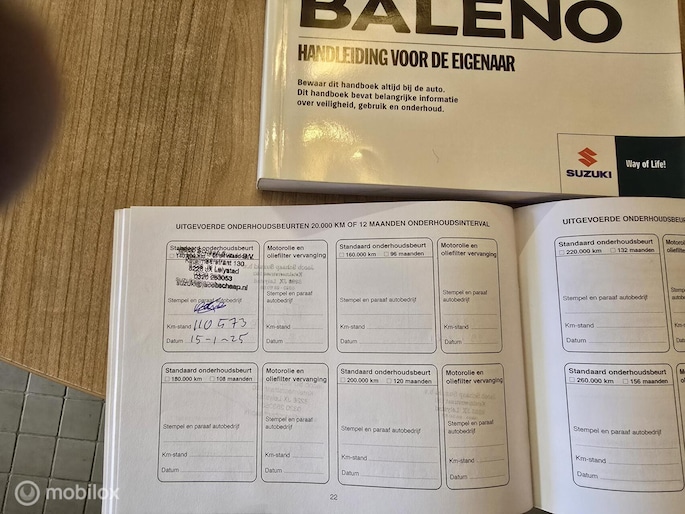 BALENO
HANDLEIDING VOOR DE EIGENAAR
Bewaar dit handboek altijd bij de auto.
Dit handboek bevat belangrijke informatie
over veiligheid, gebruik en onderhoud.
SUZUKI
Way of Life!
UITGEVOERDE ONDERHOUDSBEURTEN 20.000 KM OF 12 MAANDEN ONDERHOUDSINTERVAL
Standaard onderhoudsbeurt
130
8226 JX Lelystad
0320 253053
Stempel en paraaf autobedrijf
Km-stand 110573
Datum 15-1-25
Motorolie en
oliefilter vervanging
Stempel en paraaf
autobedrijf
Km-stand
Datum
Standaard onderhoudsbeurt
160.000 km 96 maanden
Stempel en paraaf autobedrijf
Km-stand
Datum
Motorolie en
oliefilter vervanging
Stempel en paraaf
autobedrijf
Km-stand
Datum
Standaard onderhoudsbeurt
180.000 km 108 maanden
Stempel en paraaf autobedrijf
Km-stand
Datum
Motorolie en
oliefilter vervanging
Stempel en paraaf
autobedrijf
Km-stand
Datum
Standaard onderhoudsbeurt
200.000 km 120 maanden
Stempel en paraaf autobedrijf
Km-stand
Datum
Motorolie en
oliefilter vervanging
Stempel en paraaf
autobedrijf
Km-stand
Datum
22
UITGEVOERDE ONDERHOUDSBEUR
Standaard onderhoudsbeurt
220.000 km 132 maanden
Stempel en paraaf autobedrijf
Km-stand
Datum
Standaard onderhoudsbeurt
260.000 km 156 maanden
Stempel en paraaf autobedrijf
Km-stand
Datum
mobilox